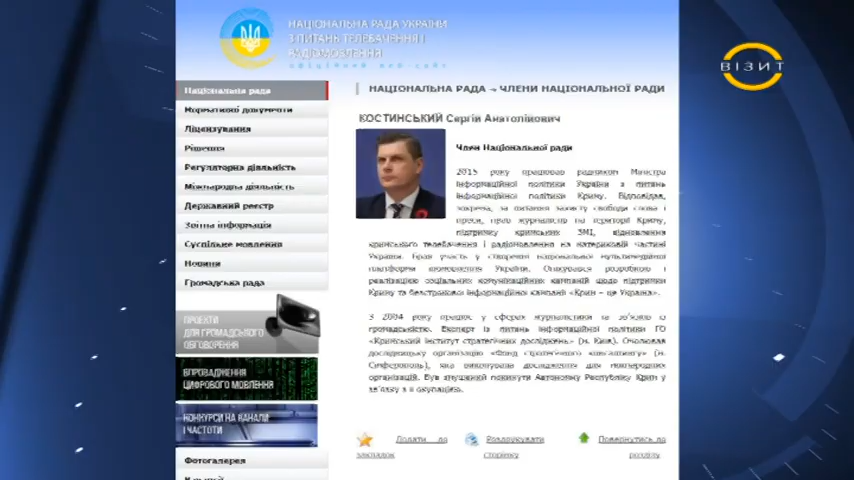 НАЦІОНАЛЬНА РАДА УКРАЇНИ
З ПИТАНЬ ТЕЛЕБАЧЕННЯ І
РАДІОМОВЛЕННЯ
офіційний веб-сайт
ВІЗИТ
Національна рада
Нормативні документи
Ліцензування
Рішення
Регуляторна діяльність
Міжнародна діяльність
Державний реєстр
Звітна інформація
Суспільне мовлення
Новини
Громадська рада
ПРОЕКТИ
ДЛЯ ГРОМАДСЬКОГО
ОБГОВОРЕННЯ
ВПРОВАДЖЕННЯ
ЦИФРОВОГО МОВЛЕННЯ
КОНКУРСИ НА КАНАЛИ
І ЧАСТОТИ
Фотогалерея
НАЦІОНАЛЬНА РАДА → ЧЛЕНИ НАЦІОНАЛЬНОЇ РАДИ
КОСТИНСЬКИЙ Сергій Анатолійович
Член Національної ради
2015 року працював радником Міністра
інформаційної політики України з питань
інформаційної політики Криму. Відповідав,
зокрема, за питання захисту свободи слова і
преси, прав журналістів на території Криму,
підтримку кримських ЗМІ, відновлення
кримського телебачення і радіомовлення на материковій частині
України. Брав участь у створенні національної мультимедійної
платформи іномовлення України. Опікувався розробкою і
реалізацією соціальних комунікаційних кампаній щодо підтримки
Криму та безстрокової інформаційної кампанії «Крим – це Україна».
З 2004 року працює у сферах журналістики та зв'язків із
громадськістю. Експерт із питань інформаційної політики ГО
«Кримський інститут стратегічних досліджень» (м. Київ). Очолював
дослідницьку організацію «Фонд стратегічного консалтингу» (м.
Сімферополь), яка виконувала дослідження для міжнародних
організацій. Був змушений покинути Автономну Республіку Крим у
зв'язку з її окупацією.
Додати до
закладок
Роздрукувати
сторінку
Повернутись до
розділу